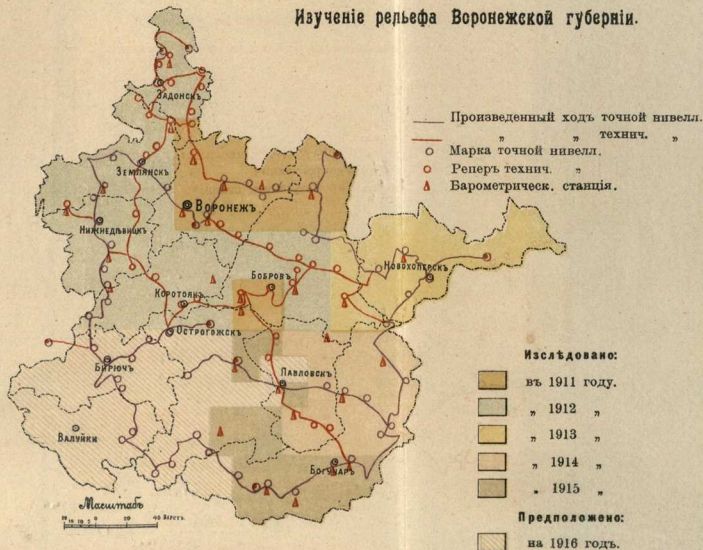 Изученіе рельефа Воронежской губерніи.
Произведенный ходъ точной нивелл.
„ „ технич. „
Марка точной нивелл.
Реперъ технич. „
Барометрическ. станція.
Задонскъ
Землянскъ
Воронежъ
Нижнедѣвицкъ
Новохоперскъ
Бобровъ
Коротоякъ
Острогожскъ
Бирючъ
Павловскъ
Валуйки
Богучаръ
Изслѣдовано:
въ 1911 году.
„ 1912 „
„ 1913 „
„ 1914 „
„ 1915 „
Предположено:
на 1916 годъ.
Масштабъ
40 Верстъ.